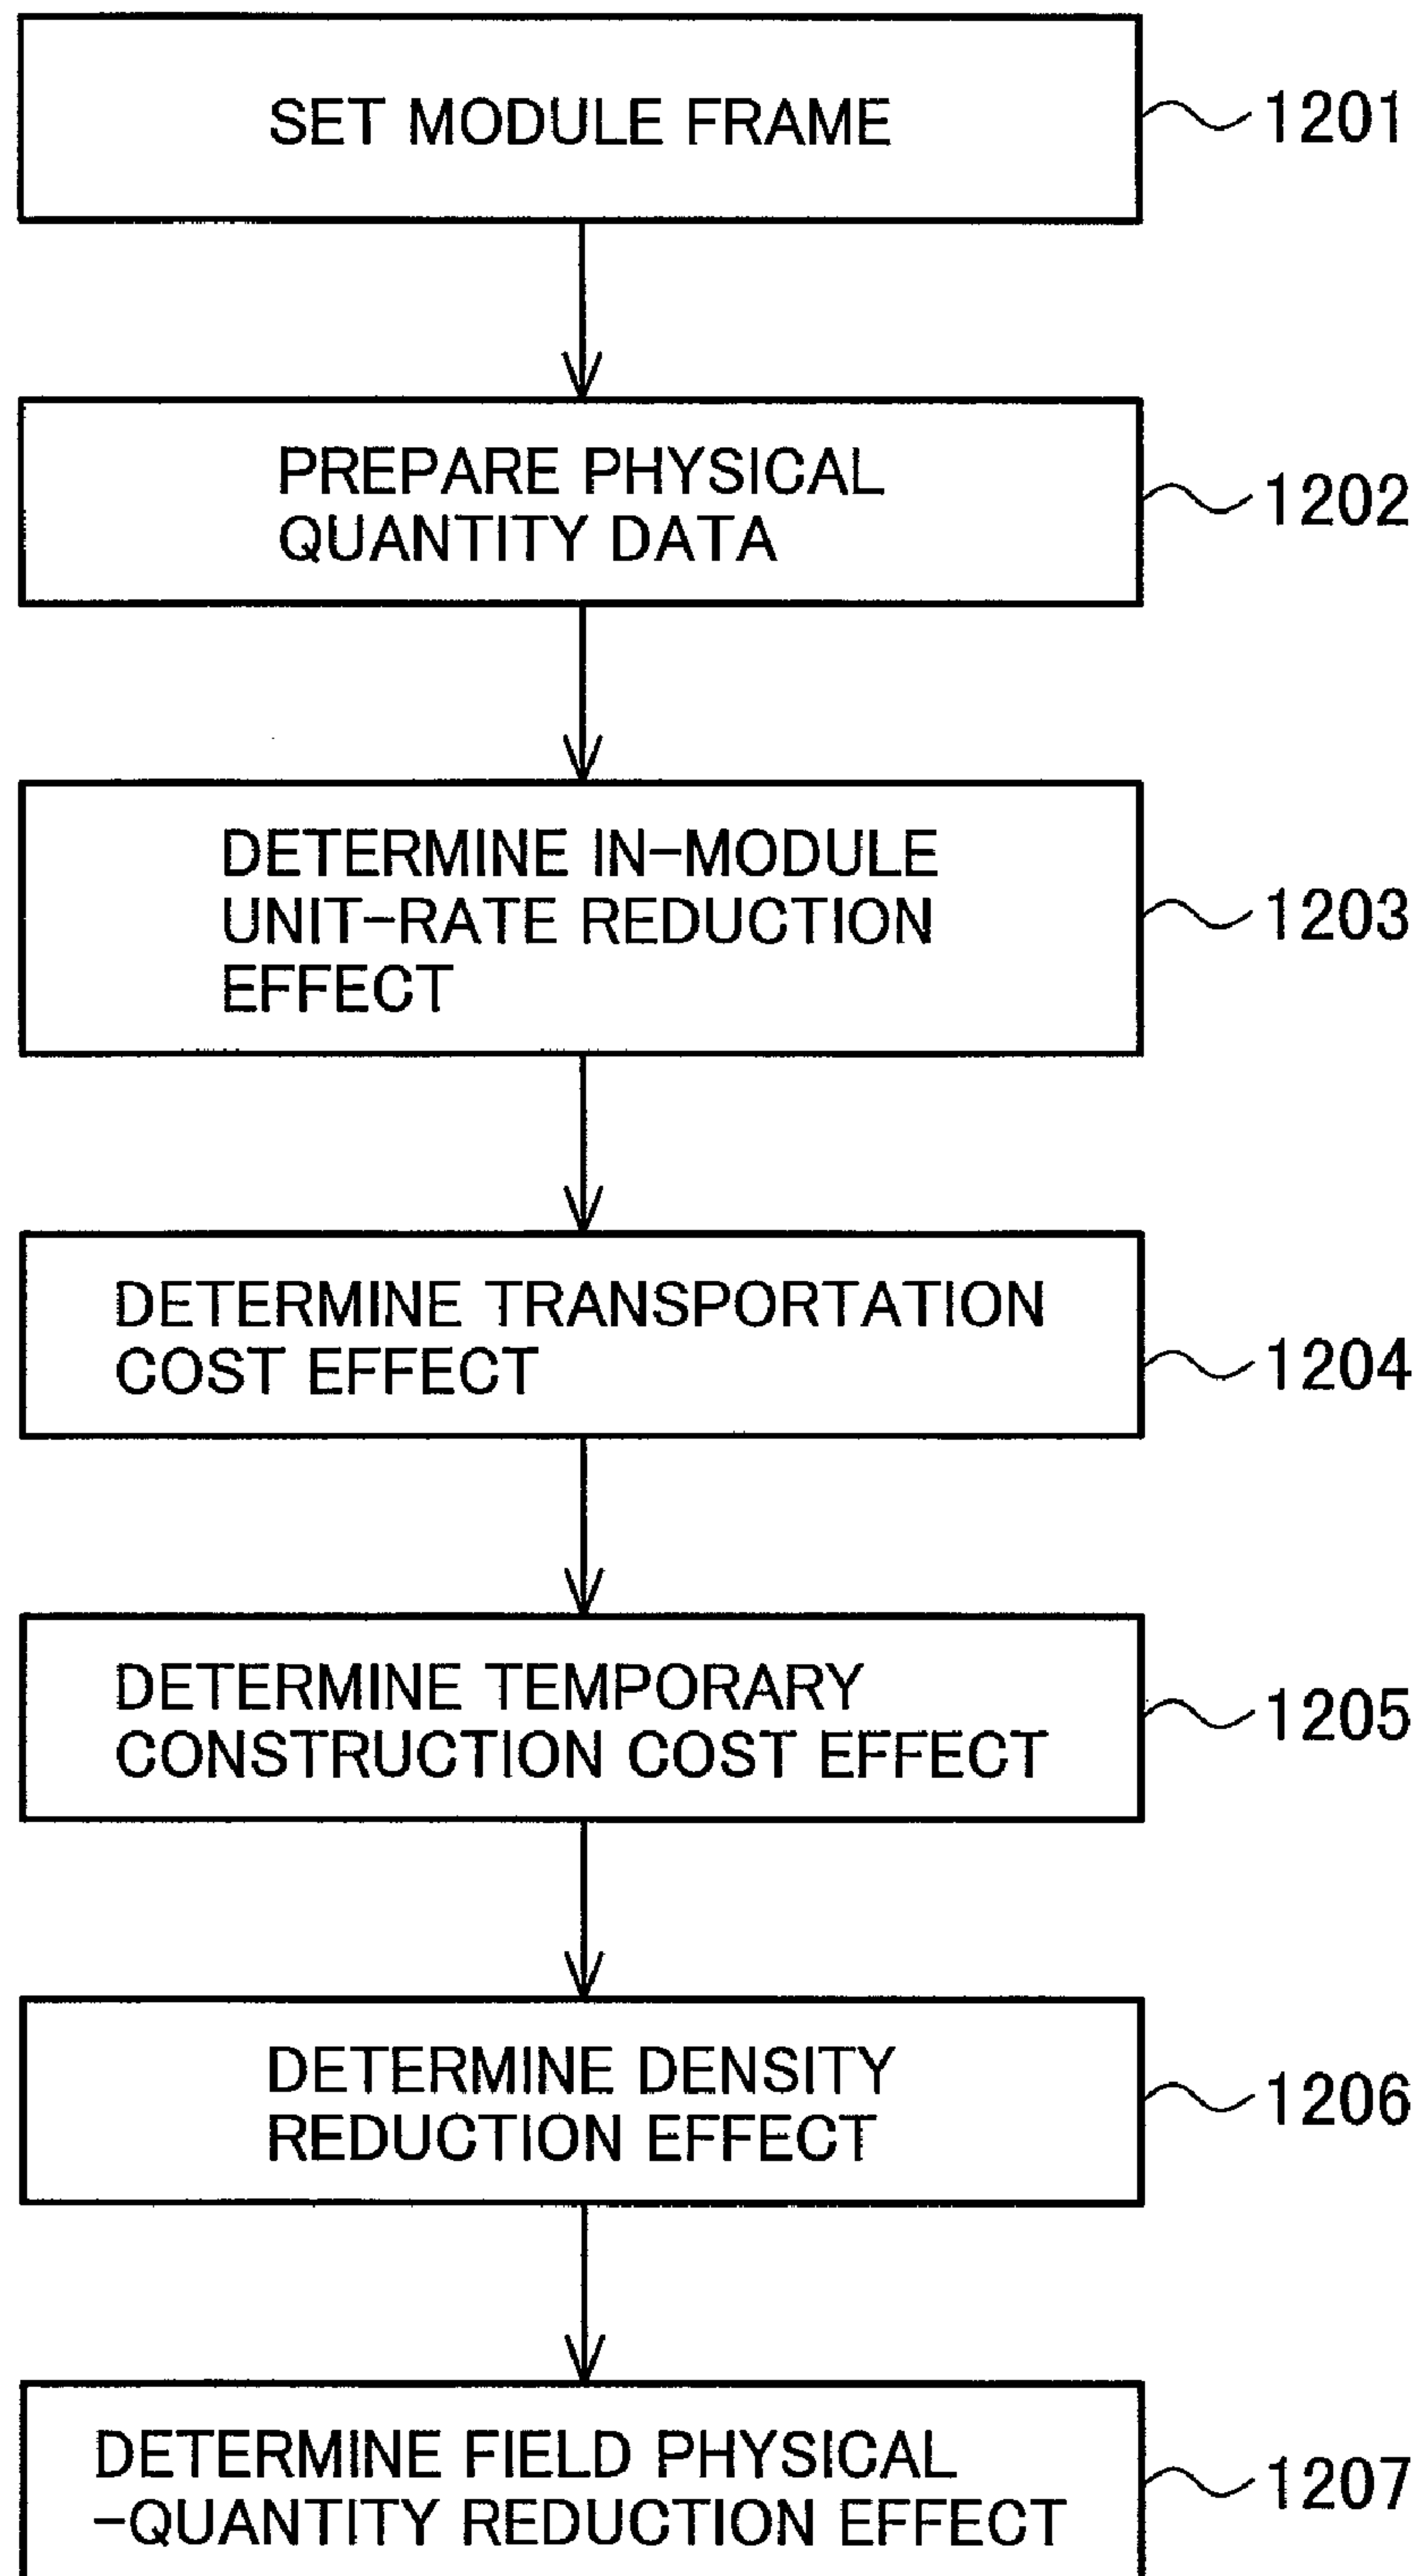 SET MODULE FRAME
1201
PREPARE PHYSICAL
QUANTITY DATA
1202
DETERMINE IN-MODULE
UNIT-RATE REDUCTION
EFFECT
1203
DETERMINE TRANSPORTATION
COST EFFECT
1204
DETERMINE TEMPORARY
CONSTRUCTION COST EFFECT
1205
DETERMINE DENSITY
REDUCTION EFFECT
1206
DETERMINE FIELD PHYSICAL
-QUANTITY REDUCTION EFFECT
1207